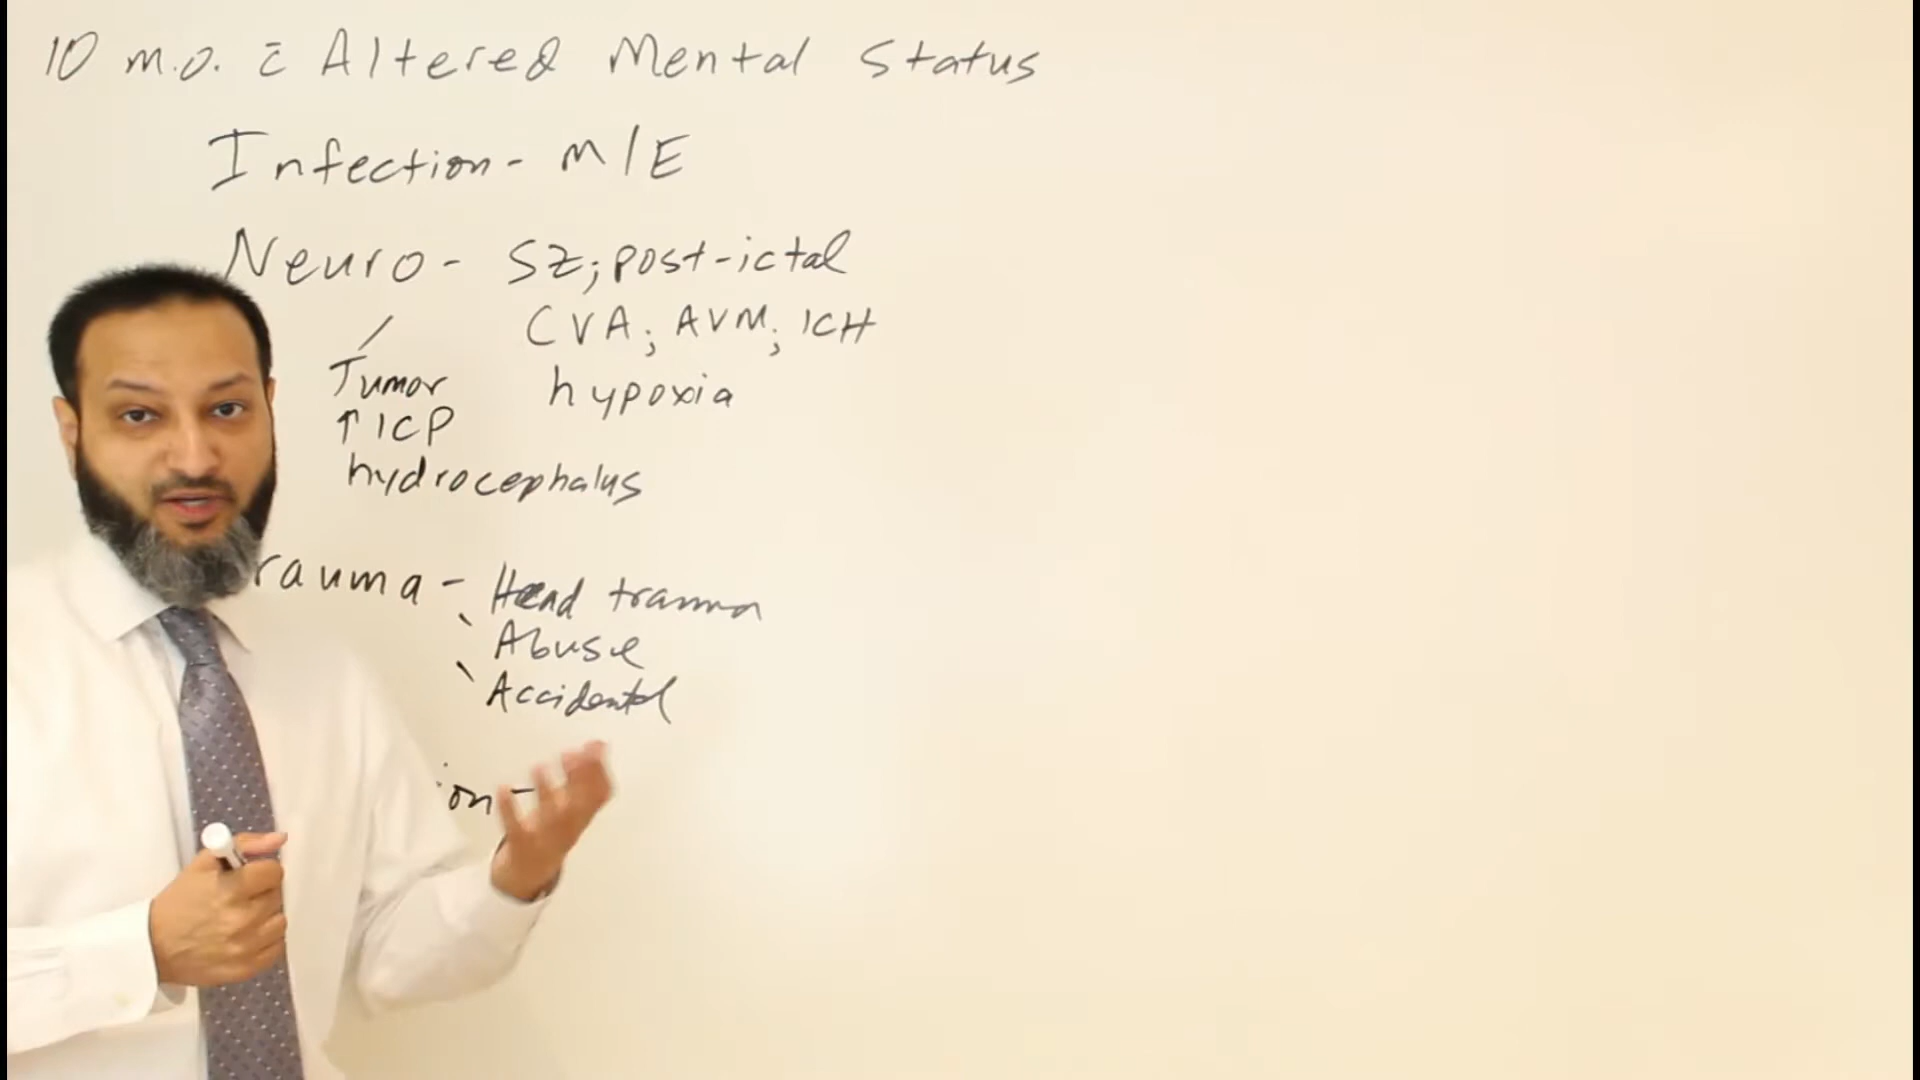 10 m.o. c̄ Altered Mental Status
Infection - M/E
Neuro - SZ; post-ictal
CVA; AVM; ICH
hypoxia
Tumor
↑ ICP
hydrocephalus
rauma - Head trauma
Abuse
Accidental
ion -